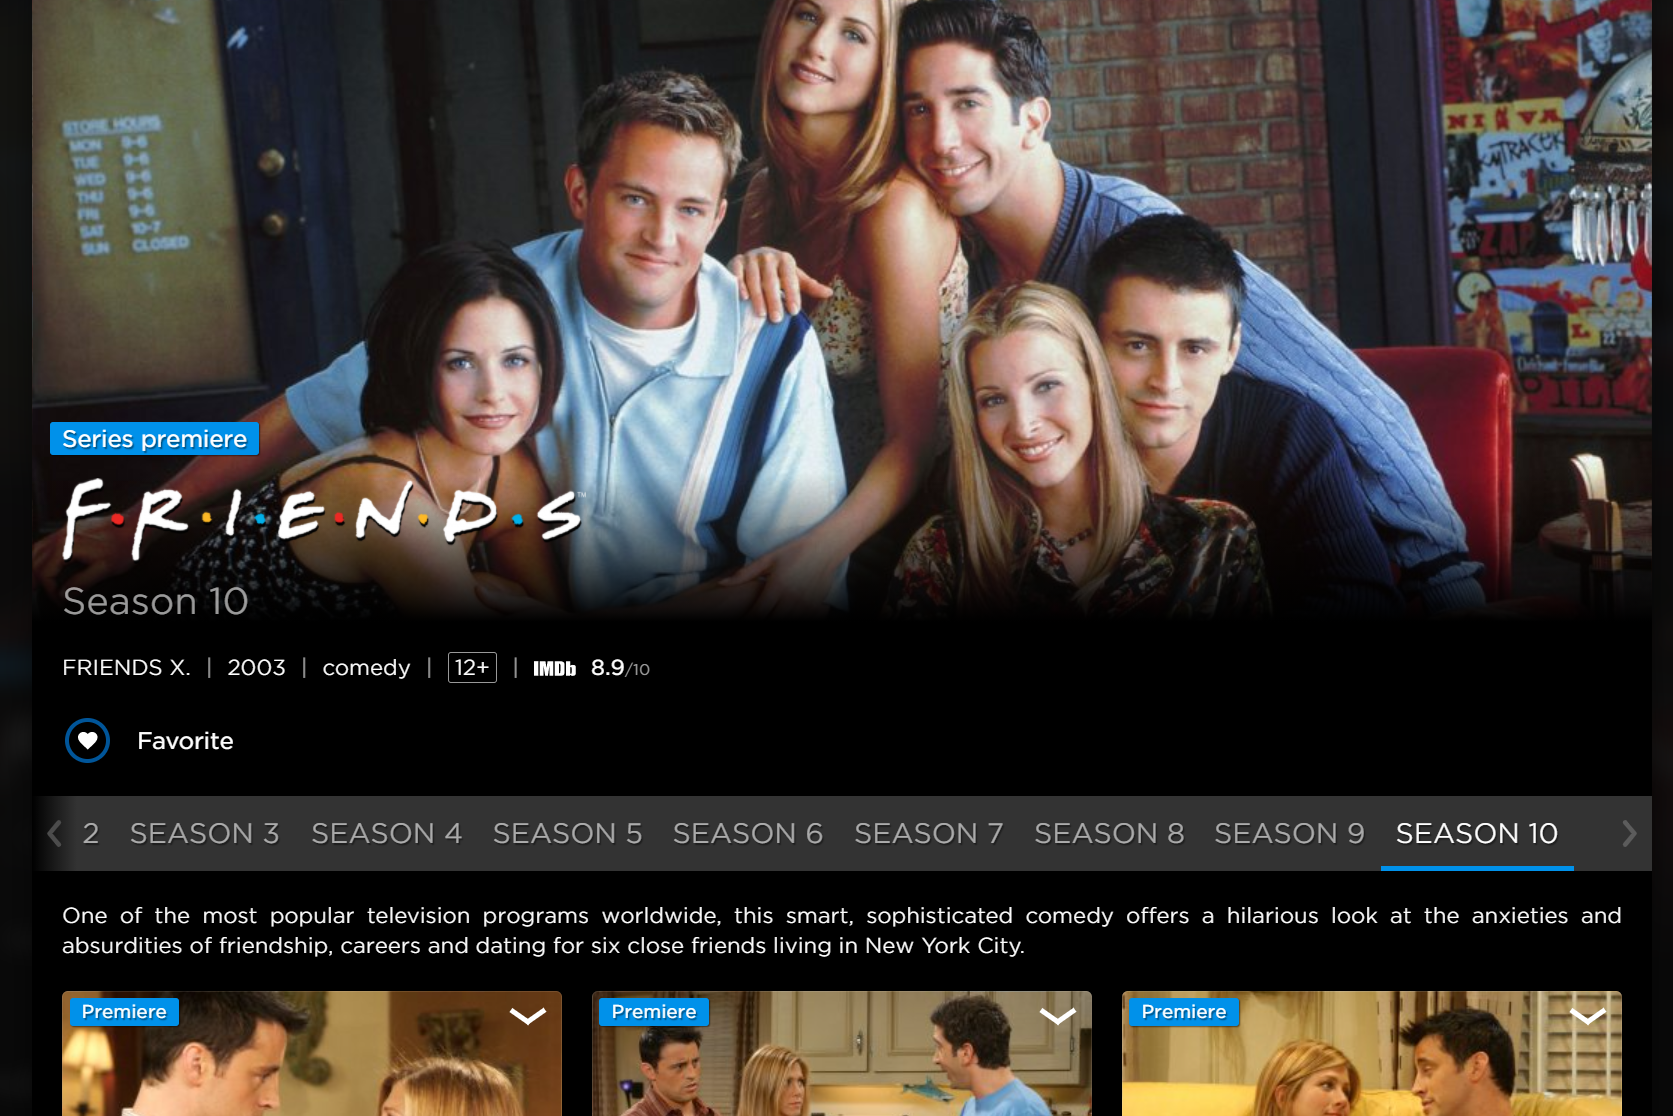 STORE HOURS
MON 9-6
TUE 9-6
WED 9-6
THU 9-6
FRI 9-6
SAT 10-7
SUN CLOSED
NINVA
ZAP
22
Series premiere
F·R·I·E·N·D·S™
Season 10
FRIENDS X. | 2003 | comedy | 12+ | IMDb 8.9/10
Favorite
2 SEASON 3 SEASON 4 SEASON 5 SEASON 6 SEASON 7 SEASON 8 SEASON 9 SEASON 10
One of the most popular television programs worldwide, this smart, sophisticated comedy offers a hilarious look at the anxieties and
absurdities of friendship, careers and dating for six close friends living in New York City.
Premiere
Premiere
Premiere